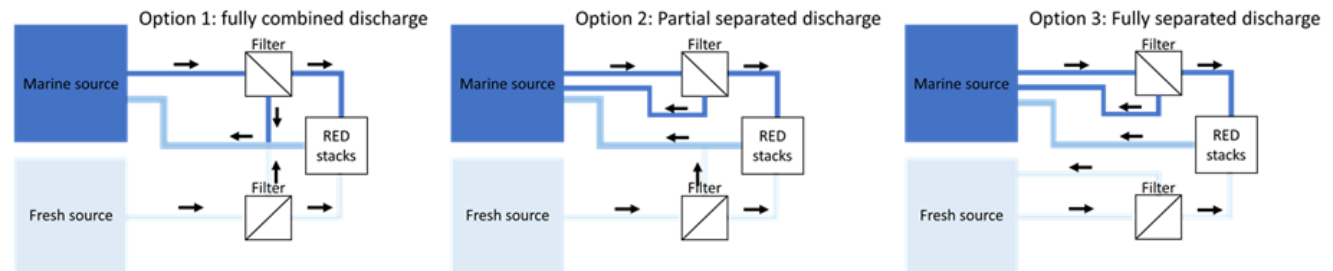 Option 1: fully combined discharge
Filter
Marine source
RED
stacks
Filter
Fresh source
Option 2: Partial separated discharge
Filter
Marine source
RED
stacks
Filter
Fresh source
Option 3: Fully separated discharge
Filter
Marine source
RED
stacks
Filter
Fresh source